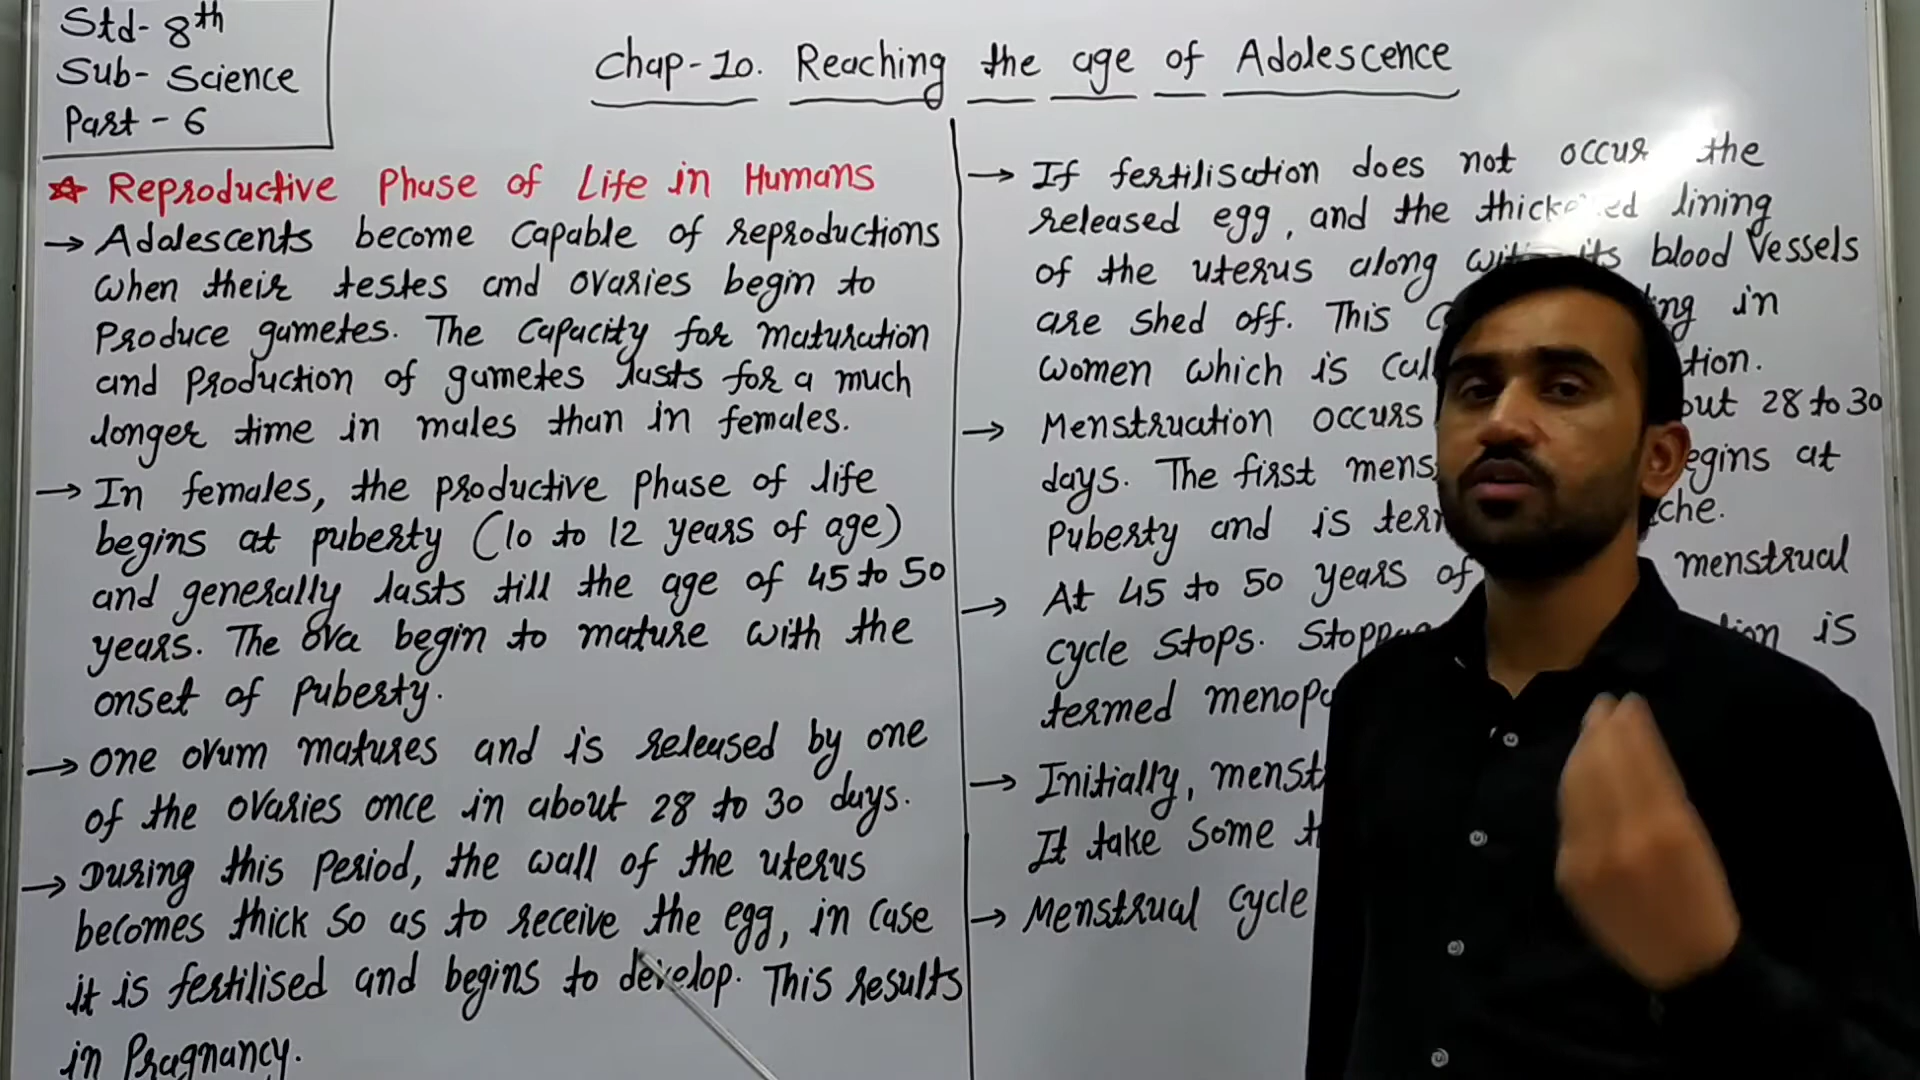 Std- 8th
Sub- Science
Part - 6
Chap-10. Reaching the age of Adolescence
☆ Reproductive Phase of Life in Humans
→ Adolescents become capable of reproductions
when their testes and ovaries begin to
Produce gametes. The capacity for maturation
and production of gametes lasts for a much
longer time in males than in females.
→ In females, the productive phase of life
begins at puberty (10 to 12 years of age)
and generally lasts till the age of 45 to 50
years. The ova begin to mature with the
onset of puberty.
→ one ovum matures and is released by one
of the ovaries once in about 28 to 30 days.
→ During this period, the wall of the uterus
becomes thick so as to receive the egg, in case
it is fertilised and begins to develop. This results
in Pragnancy.
→ If fertilisation does not occur the
released egg, and the thickened lining
of the uterus along with its blood vessels
are shed off. This in
women which is
→ Menstruation occurs 28 to 30
days. The first at
Puberty and is
→ At 45 to 50 years of menstrual
cycle stops. is
termed
→ Initially,
It take some
→ Menstrual cycle